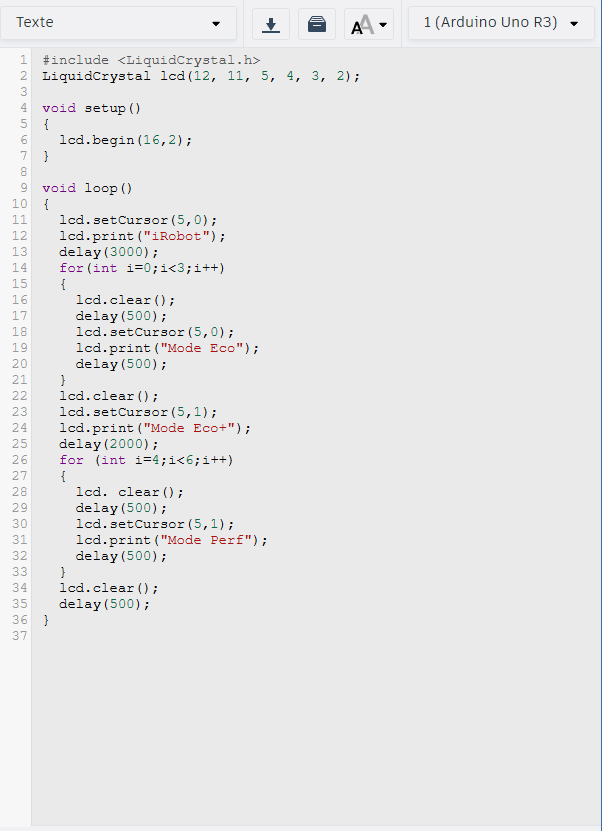 Texte
1 (Arduino Uno R3)
1 #include <LiquidCrystal.h>
2 LiquidCrystal lcd(12, 11, 5, 4, 3, 2);
3
4 void setup()
5 {
6   lcd.begin(16,2);
7 }
8
9 void loop()
10 {
11   lcd.setCursor(5,0);
12   lcd.print("iRobot");
13   delay(3000);
14   for(int i=0;i<3;i++)
15   {
16     lcd.clear();
17     delay(500);
18     lcd.setCursor(5,0);
19     lcd.print("Mode Eco");
20     delay(500);
21   }
22   lcd.clear();
23   lcd.setCursor(5,1);
24   lcd.print("Mode Eco+");
25   delay(2000);
26   for (int i=4;i<6;i++)
27   {
28     lcd. clear();
29     delay(500);
30     lcd.setCursor(5,1);
31     lcd.print("Mode Perf");
32     delay(500);
33   }
34   lcd.clear();
35   delay(500);
36 }
37